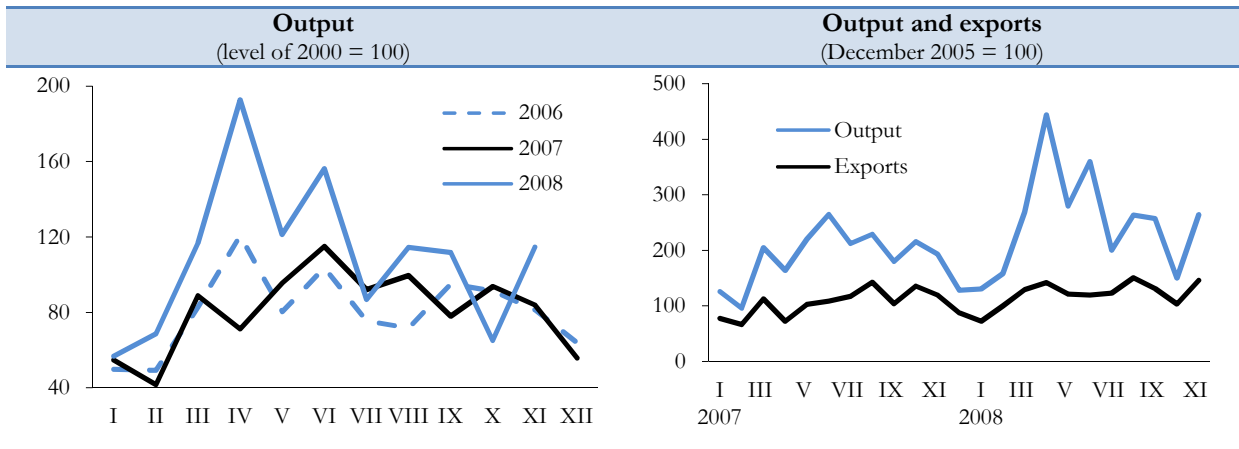 Output
(level of 2000 = 100)
200
160
120
80
40
2006
2007
2008
I II III IV V VI VII VIII IX X XI XII
Output and exports
(December 2005 = 100)
500
400
300
200
100
0
Output
Exports
I III V VII IX XI I III V VII IX XI
2007 2008